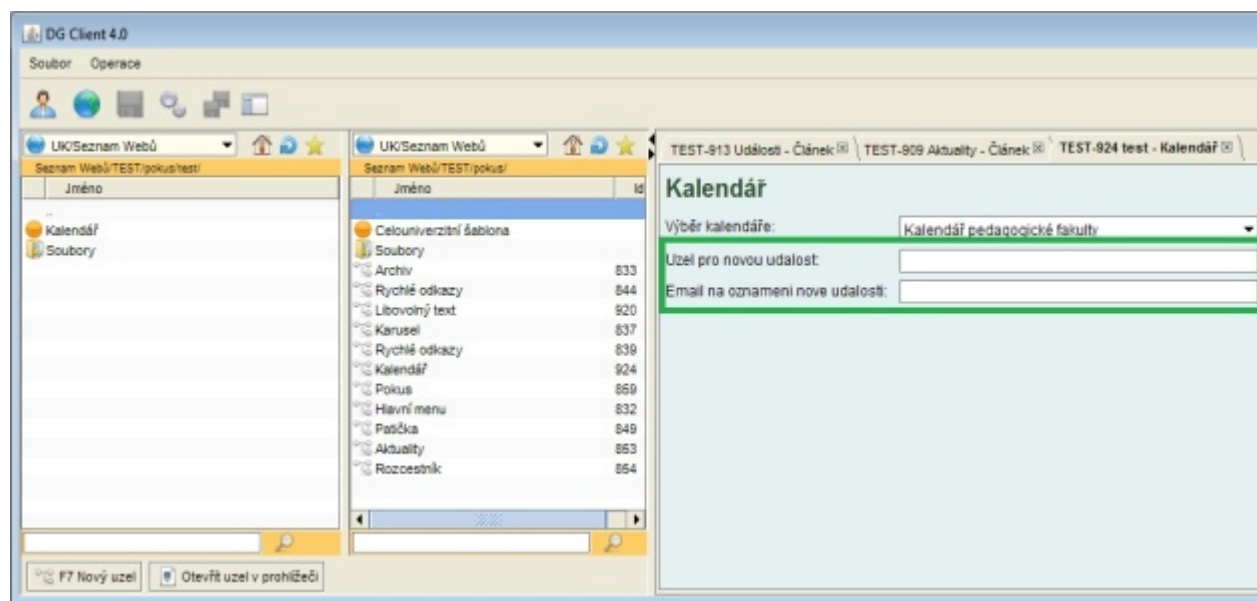 DG Client 4.0
Soubor Operace
UK/Seznam Webů
Seznam Webů/TEST/pokus/test/
Jméno
..
Kalendář
Soubory
F7 Nový uzel
Otevřít uzel v prohlížeči
UK/Seznam Webů
Seznam Webů/TEST/pokus/
Jméno Id
..
Celouniverzitní šablona
Soubory
Archiv 833
Rychlé odkazy 844
Libovolný text 920
Karusel 837
Rychlé odkazy 839
Kalendář 924
Pokus 859
Hlavní menu 832
Patička 849
Aktuality 853
Rozcestník 854
TEST-913 Události - Článek TEST-909 Aktuality - Článek TEST-924 test - Kalendář
Kalendář
Výběr kalendáře: Kalendář pedagogické fakulty
Uzel pro novou udalost:
Email na oznameni nove udalosti: